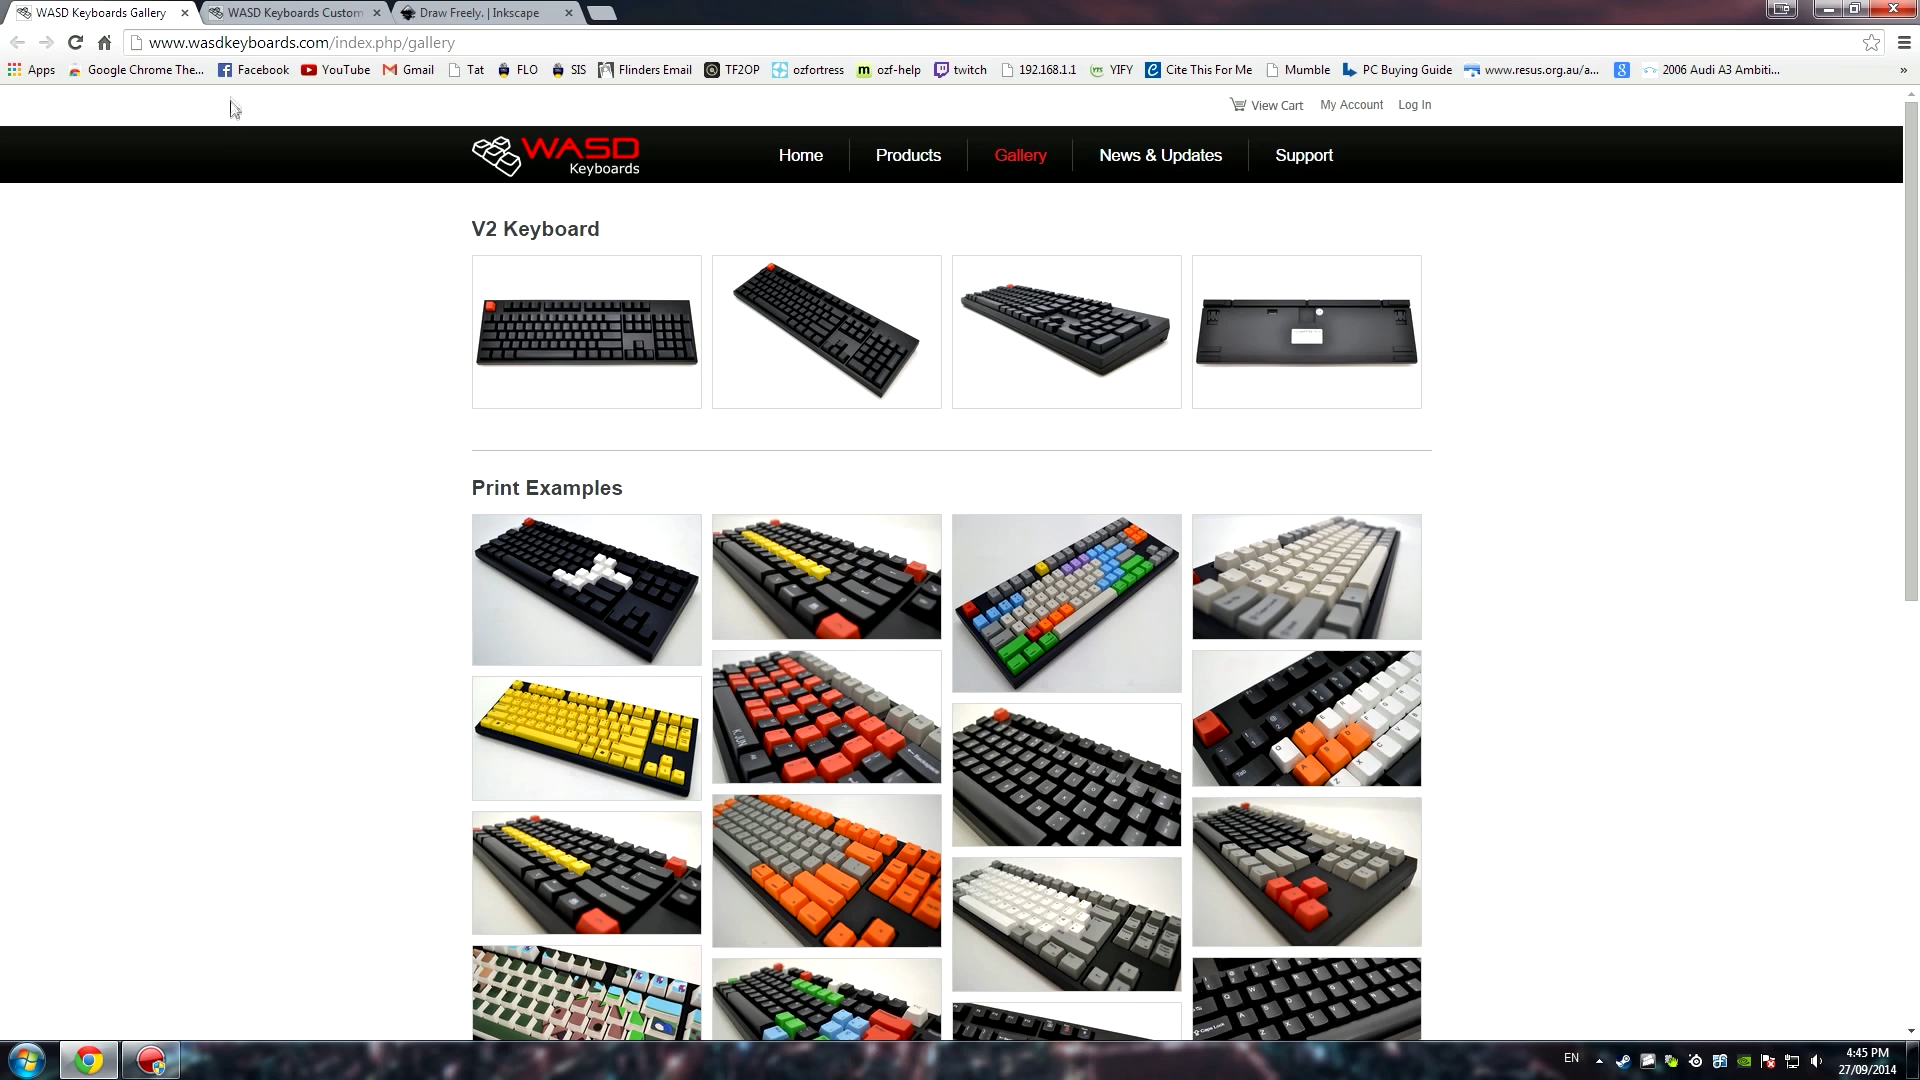 WASD Keyboards Gallery
WASD Keyboards Custom
Draw Freely. | Inkscape
www.wasdkeyboards.com/index.php/gallery
Apps
Google Chrome The...
Facebook
YouTube
Gmail
Tat
FLO
SIS
Flinders Email
TF2OP
ozfortress
ozf-help
twitch
192.168.1.1
YIFY
Cite This For Me
Mumble
PC Buying Guide
www.resus.org.au/a...
2006 Audi A3 Ambiti...
»
View Cart
My Account
Log In
WASD
Keyboards
Home
Products
Gallery
News & Updates
Support
V2 Keyboard
Print Examples
EN
4:45 PM
27/09/2014